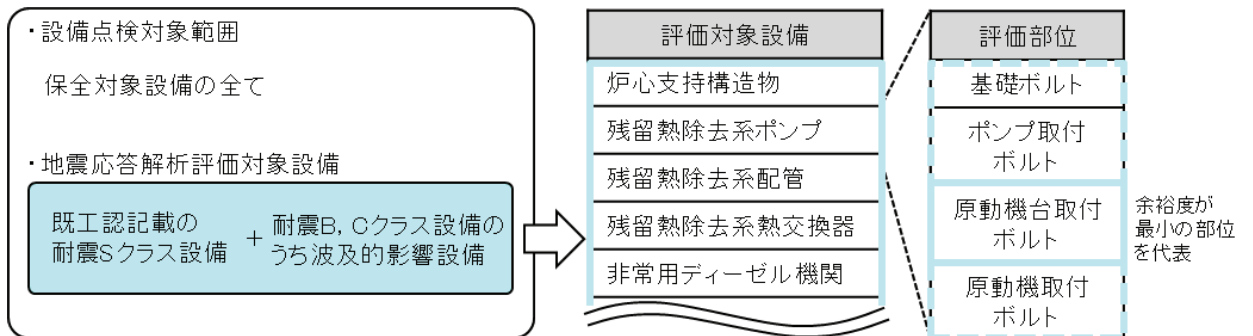 ・設備点検対象範囲
保全対象設備の全て
・地震応答解析評価対象設備
既工認記載の
耐震Sクラス設備
+
耐震B,Cクラス設備の
うち波及的影響設備
評価対象設備
炉心支持構造物
残留熱除去系ポンプ
残留熱除去系配管
残留熱除去系熱交換器
非常用ディーゼル機関
評価部位
基礎ボルト
ポンプ取付
ボルト
原動機台取付
ボルト
原動機取付
ボルト
余裕度が
最小の部位
を代表